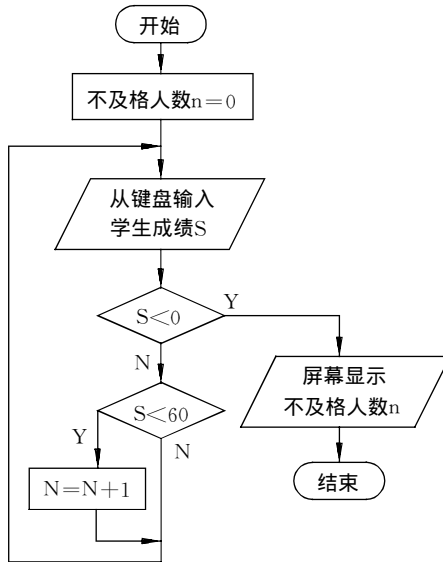 开始
不及格人数n=0
从键盘输入
学生成绩S
S<0
Y
N
屏幕显示
不及格人数n
S<60
Y
N
N=N+1
结束